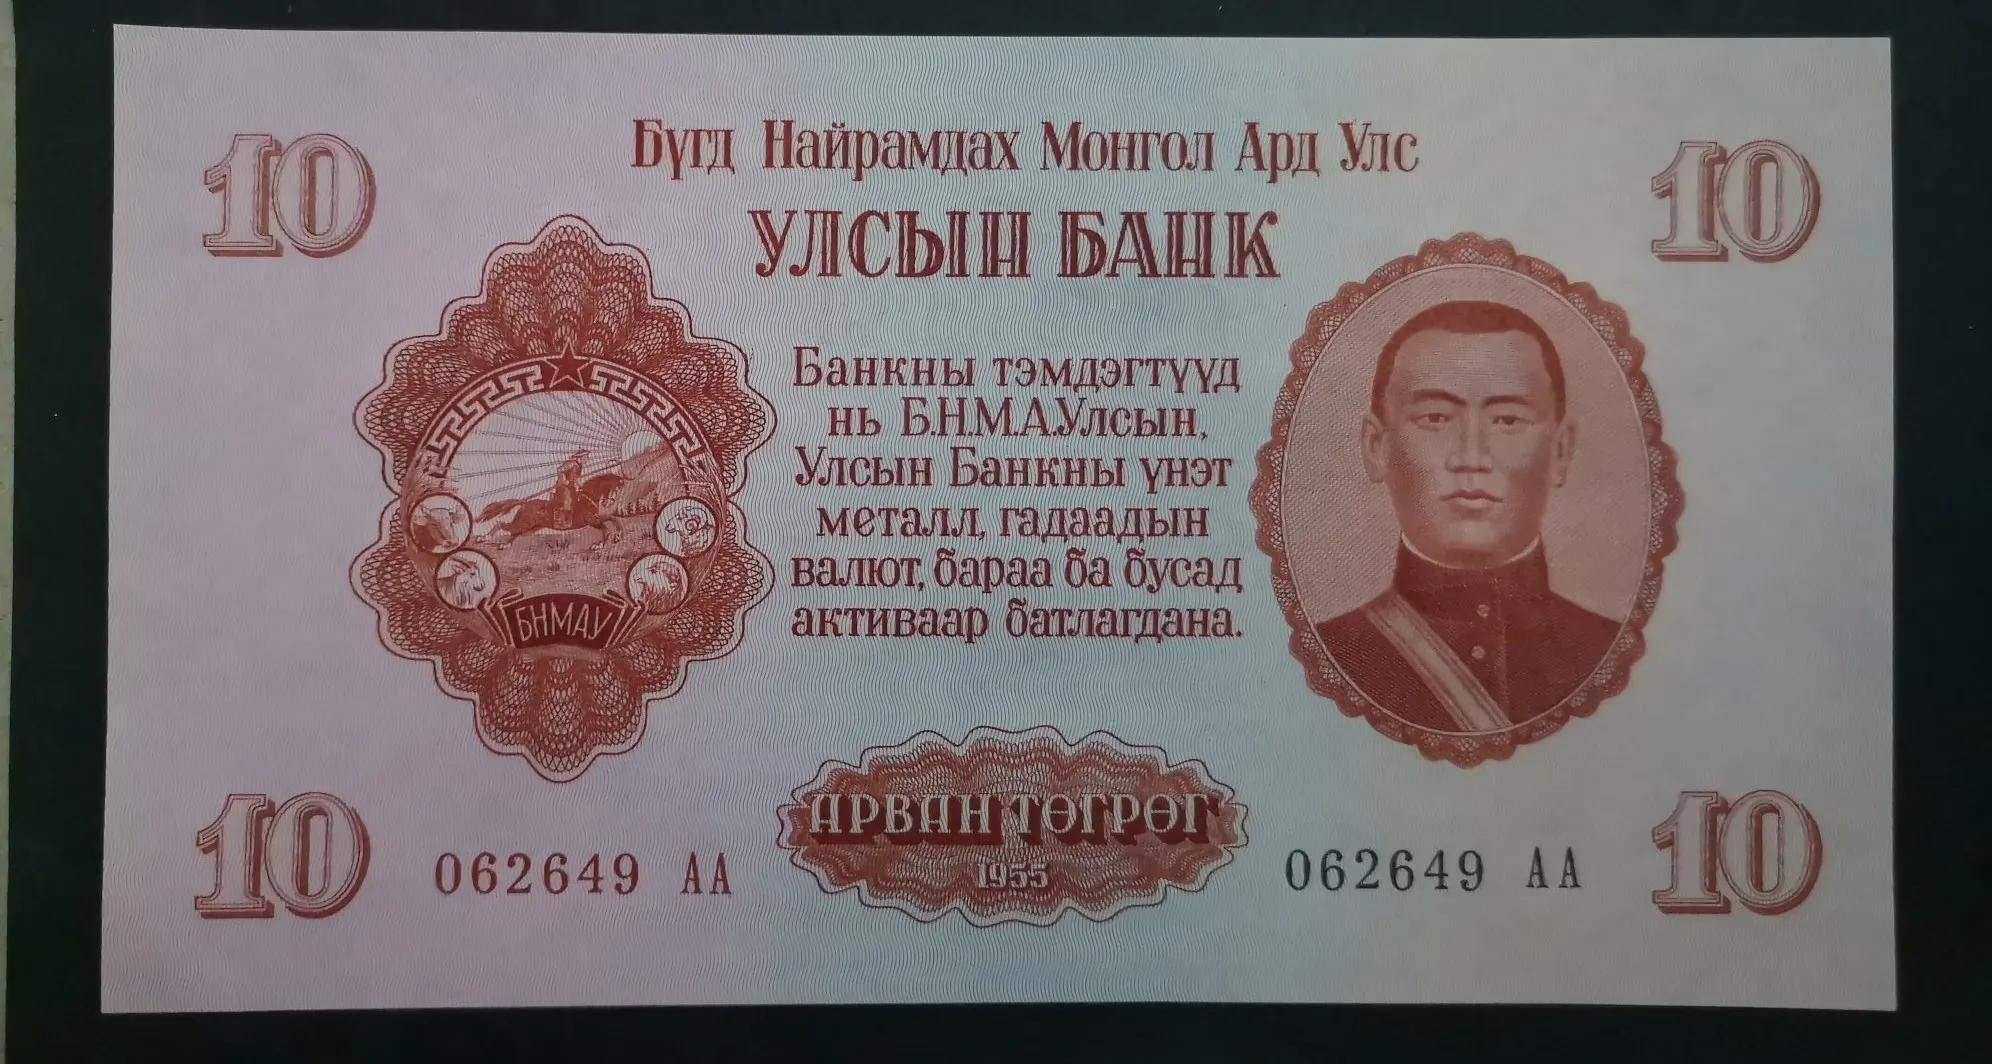 10
10
Бүгд Найрамдах Монгол Ард Улс
УЛСЫН БАНК
Банкны тэмдэгтүүд
нь Б.Н.М.А.Улсын,
Улсын Банкны үнэт
металл, гадаадын
валют, бараа ба бусад
активаар батлагдана.
БНМАУ
АРВАН ТӨГРӨГ
1955
10
062649 АА
062649 АА
10